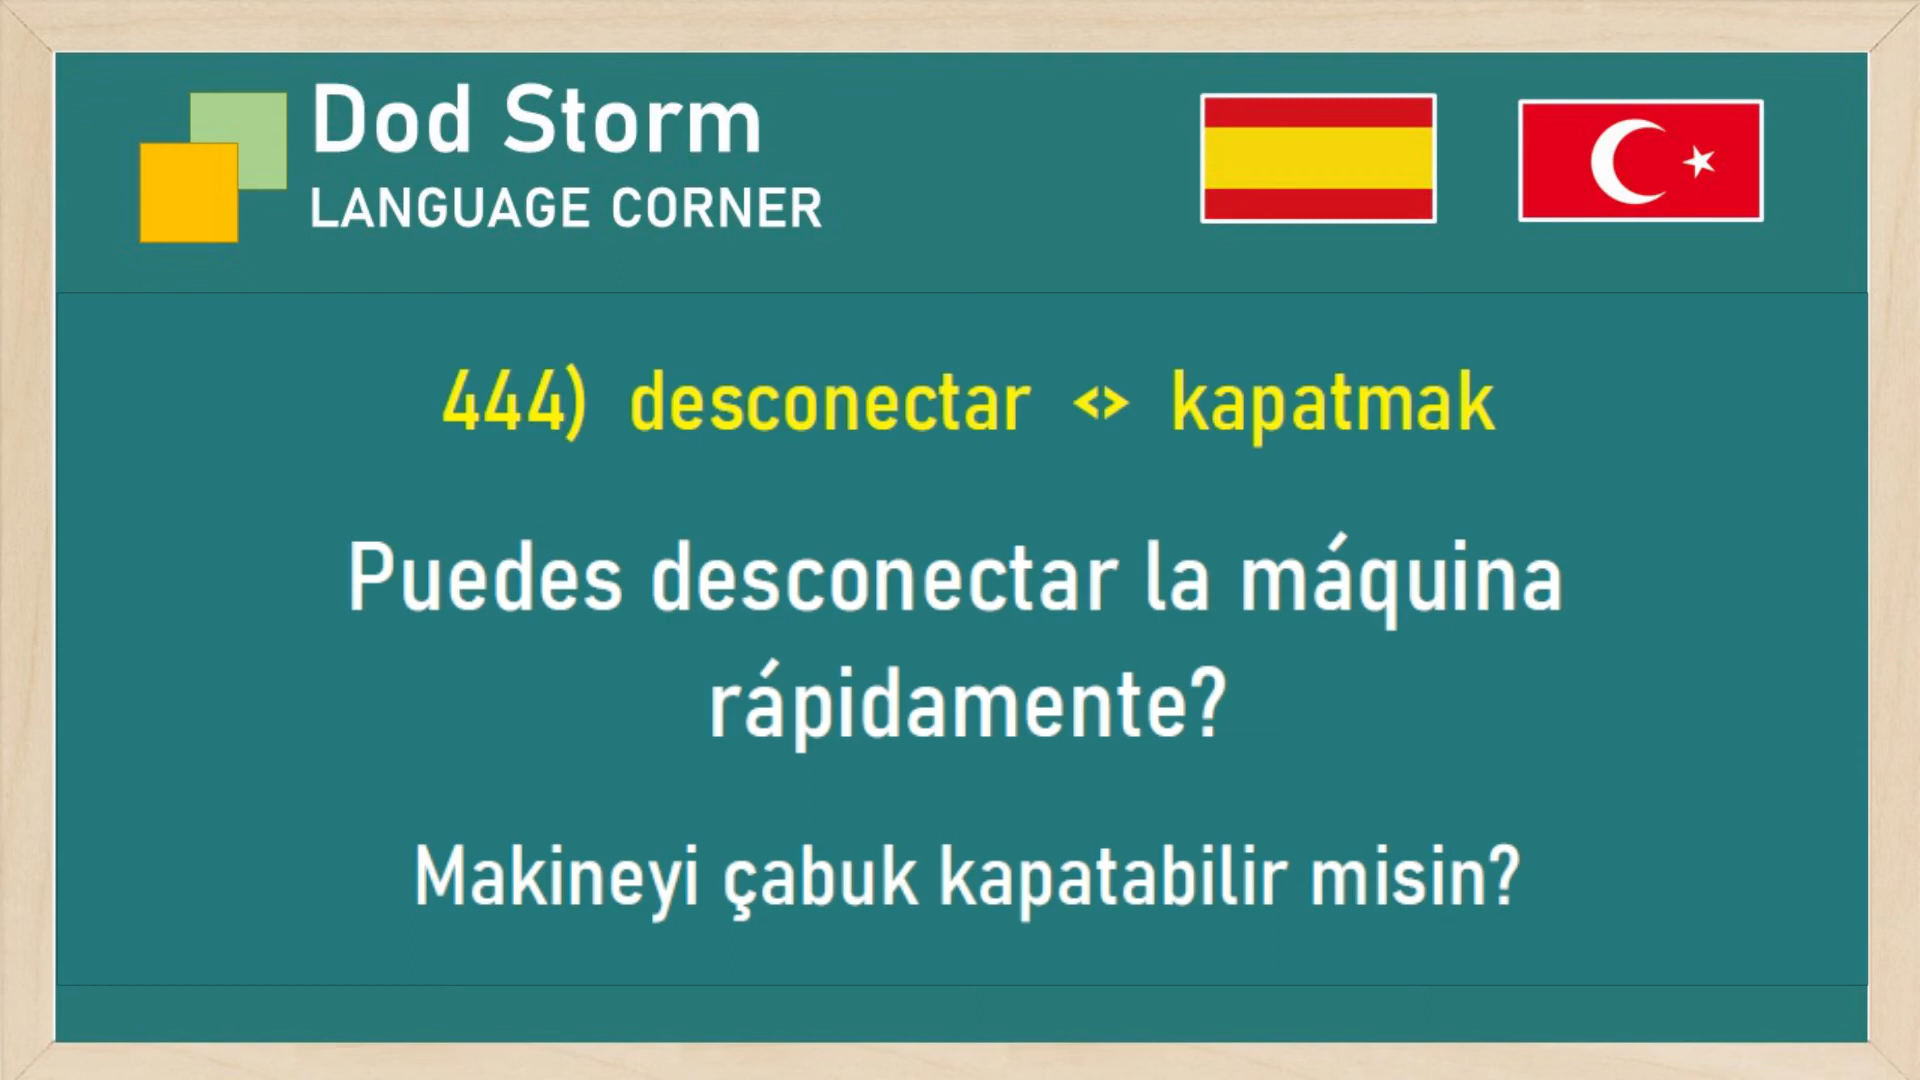 Dod Storm
LANGUAGE CORNER
444) desconectar <> kapatmak
Puedes desconectar la máquina
rápidamente?
Makineyi çabuk kapatabilir misin?